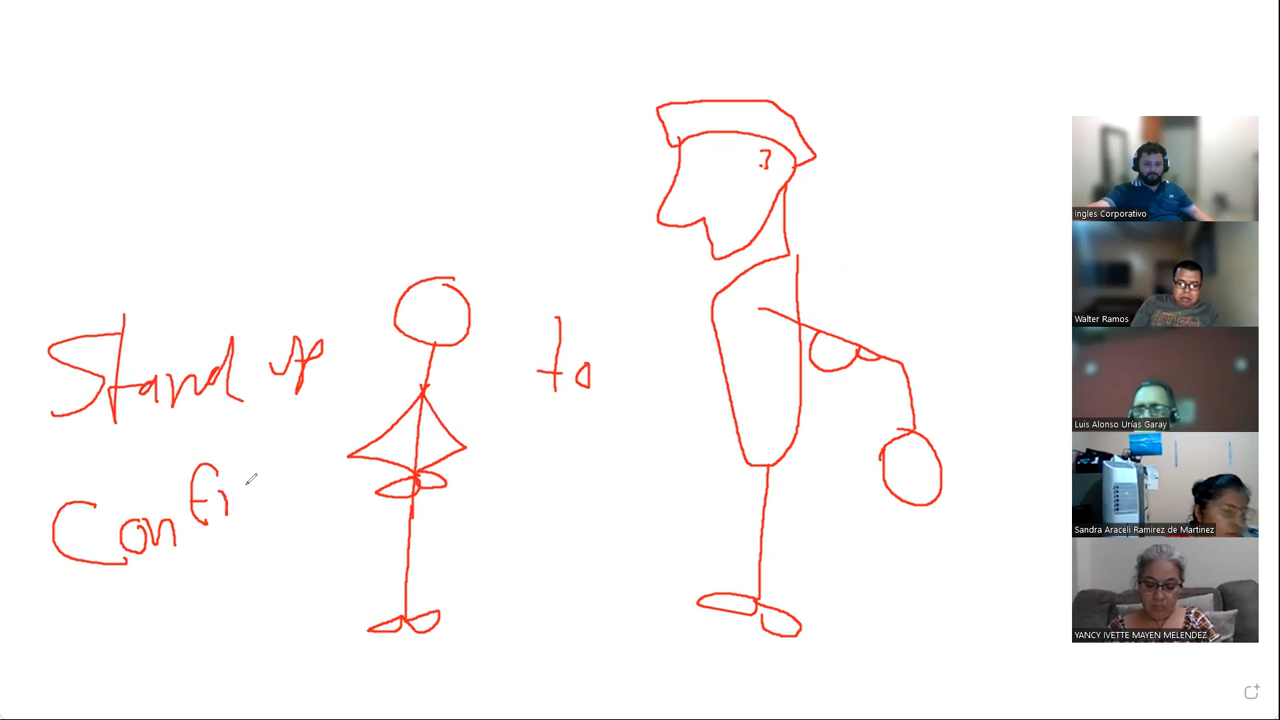 Stand up to
Confi
Ingles Corporativo
Walter Ramos
Luis Alonso Urías Garay
Sandra Araceli Ramirez de Martinez
YANCY IVETTE MAYEN MELENDEZ